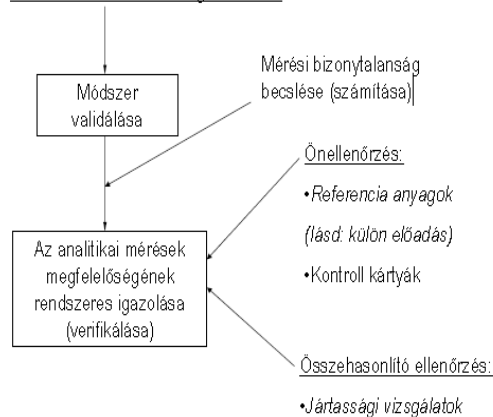 Módszer
validálása
Mérési bizonytalanság
becslése (számítása)
Önellenőrzés:
•Referencia anyagok
(lásd: külön előadás)
•Kontroll kártyák
Az analitikai mérések
megfelelőségének
rendszeres igazolása
(verifikálása)
Összehasonlító ellenőrzés:
•Jártassági vizsgálatok